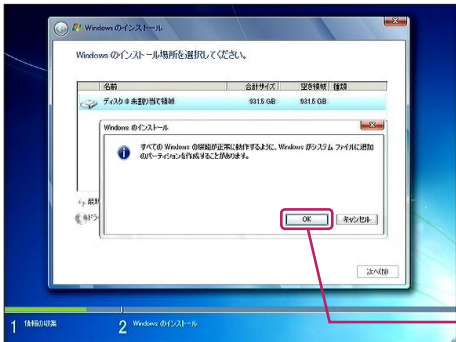 Windows のインストール
Windows のインストール場所を選択してください。
名前 合計サイズ 空き領域 種類
ディスク 0 未割り当て領域 931.5 GB 931.5 GB
Windows のインストール
すべての Windows の機能が正常に動作するように、Windows がシステム ファイルに追加
のパーティションを作成することがあります。
OK キャンセル
次へ(N)
1 情報の収集 2 Windows のインストール